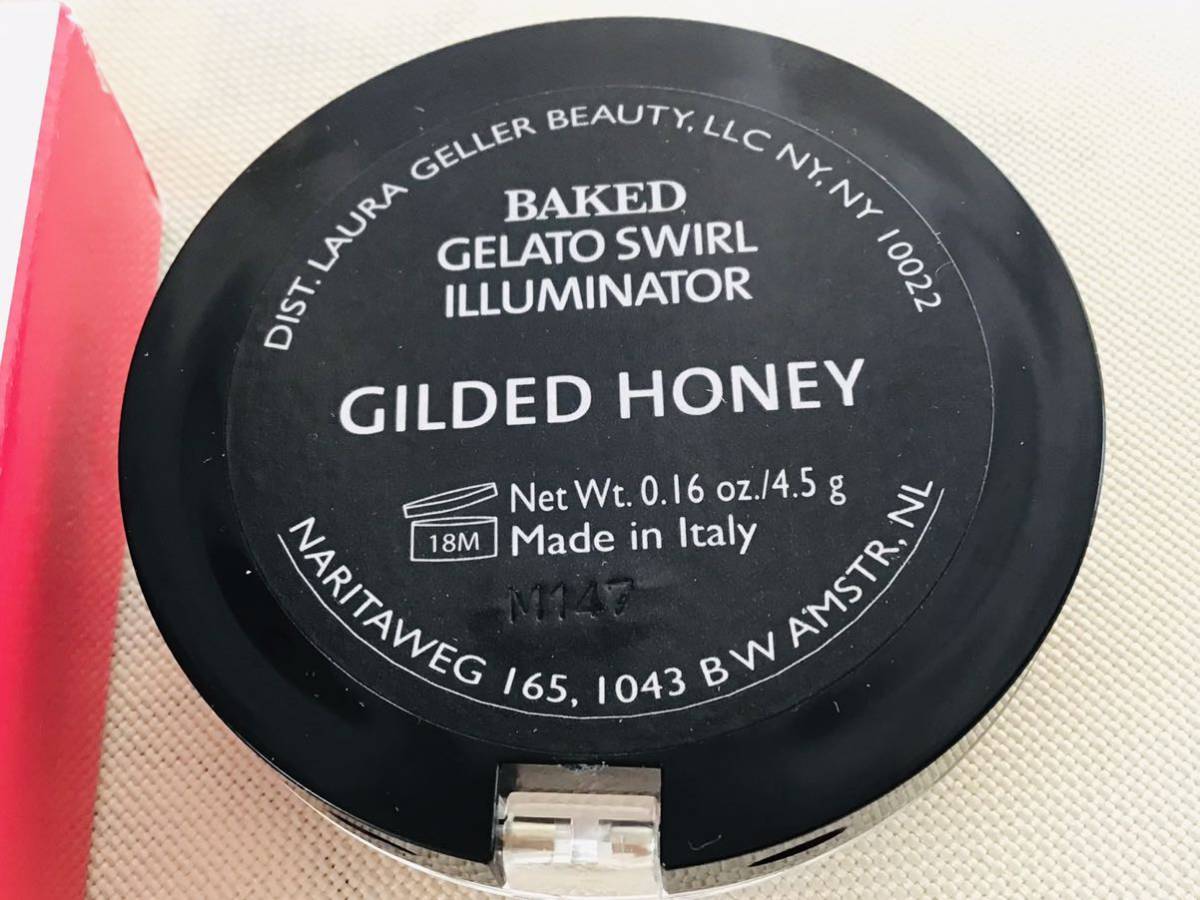 DIST. LAURA GELLER BEAUTY, LLC NY, NY 10022
BAKED
GELATO SWIRL
ILLUMINATOR
GILDED HONEY
Net Wt. 0.16 oz./4.5 g
18M Made in Italy
M147
NARITAWEG 165, 1043 BW AMSTR, NL